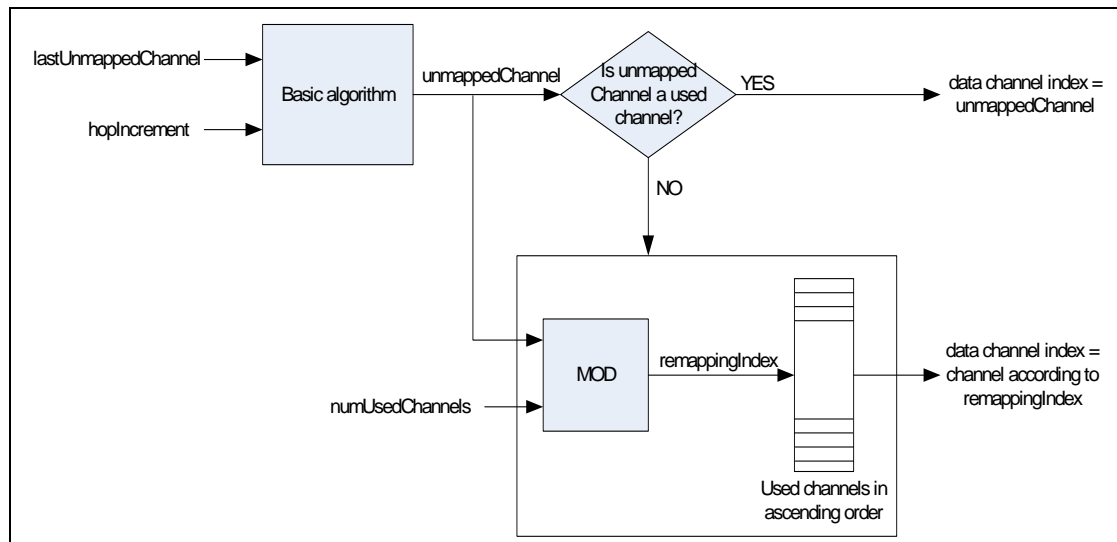 lastUnmappedChannel
hopIncrement
Basic algorithm
unmappedChannel
Is unmapped
Channel a used
channel?
YES
data channel index =
unmappedChannel
NO
numUsedChannels
MOD
remappingIndex
Used channels in
ascending order
data channel index =
channel according to
remappingIndex